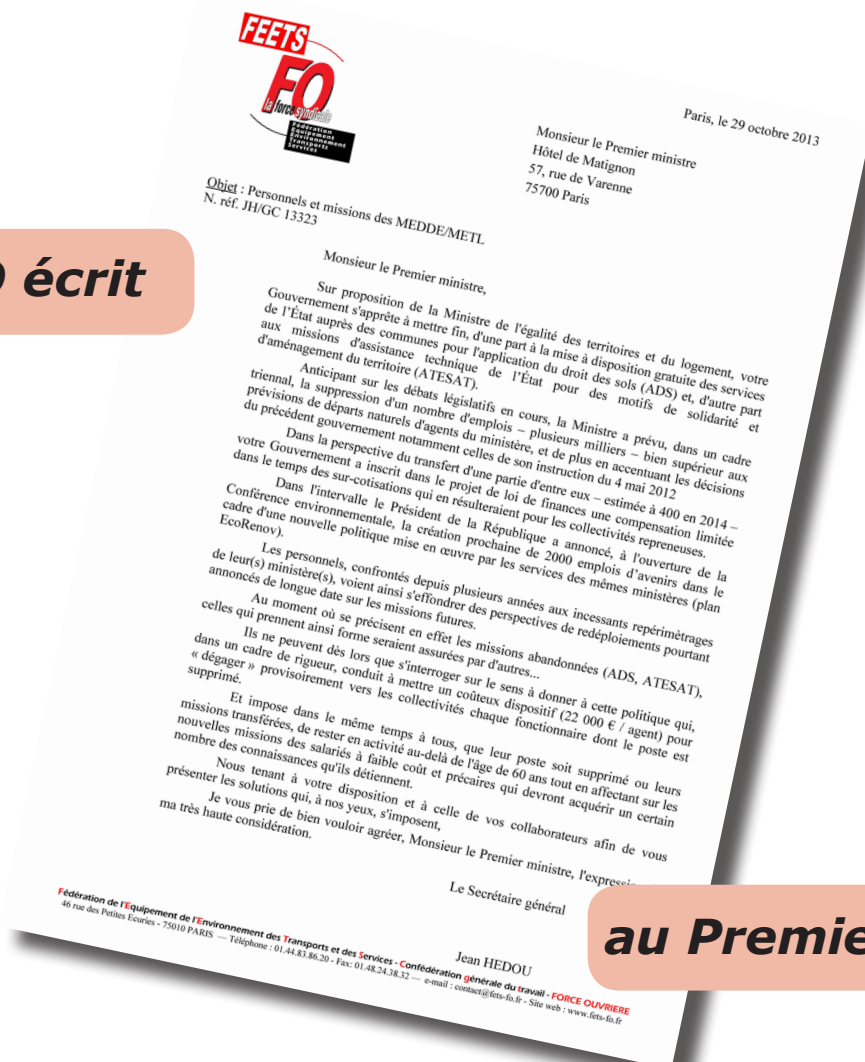 FEETS
FO
la force syndicale
Fédération
Equipement
Environnement
Transports
Services
Paris, le 29 octobre 2013
Monsieur le Premier ministre
Hôtel de Matignon
57, rue de Varenne
75700 Paris
Objet : Personnels et missions des MEDDE/METL
N. réf. JH/GC 13323
écrit
Monsieur le Premier ministre,
Sur proposition de la Ministre de l'égalité des territoires et du logement, votre
Gouvernement s'apprête à mettre fin, d'une part à la mise à disposition gratuite des services
de l'État auprès des communes pour l'application du droit des sols (ADS) et, d'autre part
aux missions d'assistance technique de l'État pour des motifs de solidarité et
d'aménagement du territoire (ATESAT).
Anticipant sur les débats législatifs en cours, la Ministre a prévu, dans un cadre
triennal, la suppression d'un nombre d'emplois – plusieurs milliers – bien supérieur aux
prévisions de départs naturels d'agents du ministère, et de plus en accentuant les décisions
du précédent gouvernement notamment celles de son instruction du 4 mai 2012
Dans la perspective du transfert d'une partie d'entre eux – estimée à 400 en 2014 –
votre Gouvernement a inscrit dans le projet de loi de finances une compensation limitée
dans le temps des sur-cotisations qui en résulteraient pour les collectivités repreneuses.
Dans l'intervalle le Président de la République a annoncé, à l'ouverture de la
Conférence environnementale, la création prochaine de 2000 emplois d'avenirs dans le
cadre d'une nouvelle politique mise en œuvre par les services des mêmes ministères (plan
EcoRenov).
Les personnels, confrontés depuis plusieurs années aux incessants repérimètrages
de leur(s) ministère(s), voient ainsi s'effondrer des perspectives de redéploiements pourtant
annoncés de longue date sur les missions futures.
Au moment où se précisent en effet les missions abandonnées (ADS, ATESAT),
celles qui prennent ainsi forme seraient assurées par d'autres...
Ils ne peuvent dès lors que s'interroger sur le sens à donner à cette politique qui,
dans un cadre de rigueur, conduit à mettre un coûteux dispositif (22 000 € / agent) pour
« dégager » provisoirement vers les collectivités chaque fonctionnaire dont le poste est
supprimé.
Et impose dans le même temps à tous, que leur poste soit supprimé ou leurs
missions transférées, de rester en activité au-delà de l'âge de 60 ans tout en affectant sur les
nouvelles missions des salariés à faible coût et précaires qui devront acquérir un certain
nombre des connaissances qu'ils détiennent.
Nous tenant à votre disposition et à celle de vos collaborateurs afin de vous
présenter les solutions qui, à nos yeux, s'imposent,
Je vous prie de bien vouloir agréer, Monsieur le Premier ministre,
ma très haute considération.
Le Secrétaire général
au
Jean HEDOU
Fédération de l'Equipement de l'Environnement des Transports et des Services - Confédération générale du travail - FORCE OUVRIERE
46 rue des Petites Ecuries - 75010 PARIS — Téléphone : 01.44.83.86.20 - Fax: 01.48.24.38.32 — e-mail : contact@fets-fo.fr - Site web : www.fets-fo.fr